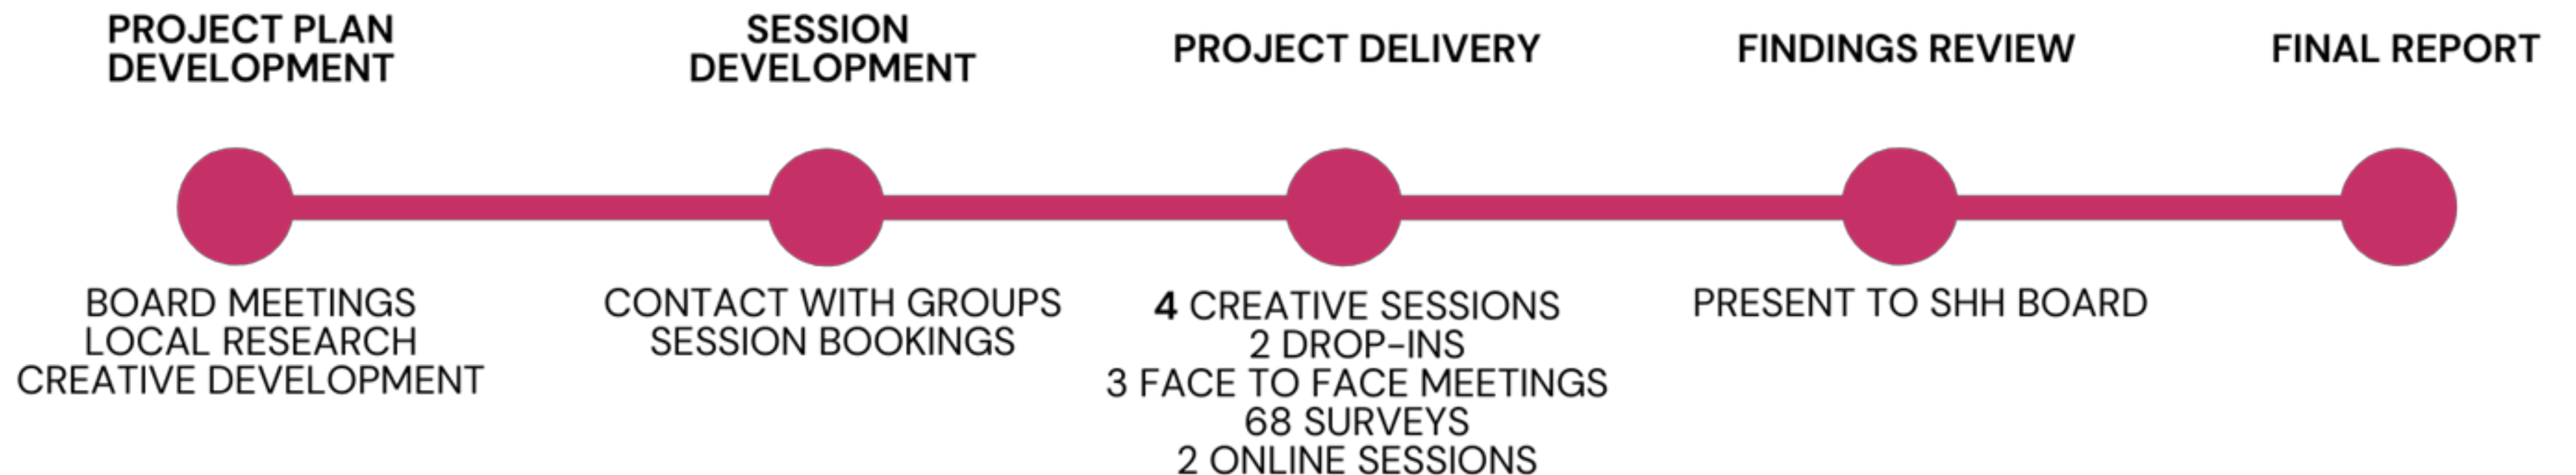 PROJECT PLAN
DEVELOPMENT
BOARD MEETINGS
LOCAL RESEARCH
CREATIVE DEVELOPMENT
SESSION
DEVELOPMENT
CONTACT WITH GROUPS
SESSION BOOKINGS
PROJECT DELIVERY
4 CREATIVE SESSIONS
2 DROP-INS
3 FACE TO FACE MEETINGS
68 SURVEYS
2 ONLINE SESSIONS
FINDINGS REVIEW
PRESENT TO SHH BOARD
FINAL REPORT